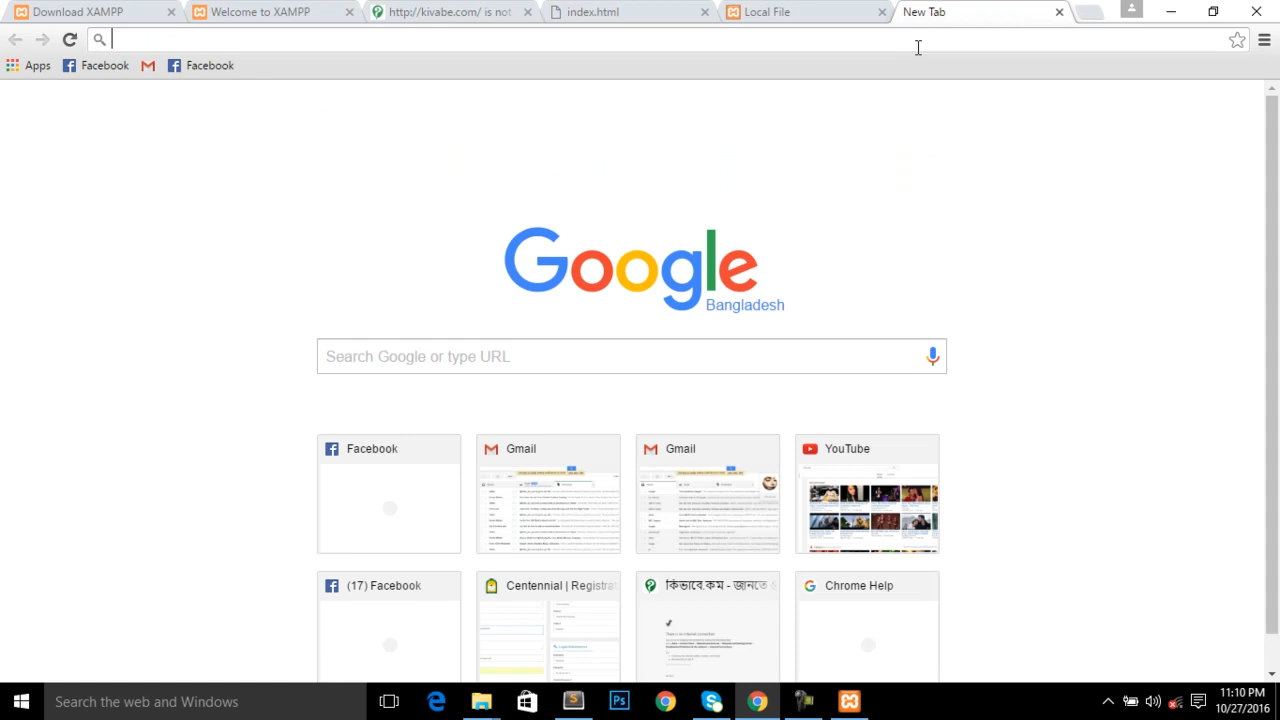 Download XAMPP
Welcome to XAMPP
http://kivabe.com/ is not
index.html
Local File
New Tab
Apps
Facebook
Facebook
Google
Bangladesh
Search Google or type URL
Facebook
Gmail
Gmail
YouTube
(17) Facebook
Centennial | Registra
কিভাবে.কম - জানতে
Chrome Help
Search the web and Windows
11:10 PM
10/27/2016